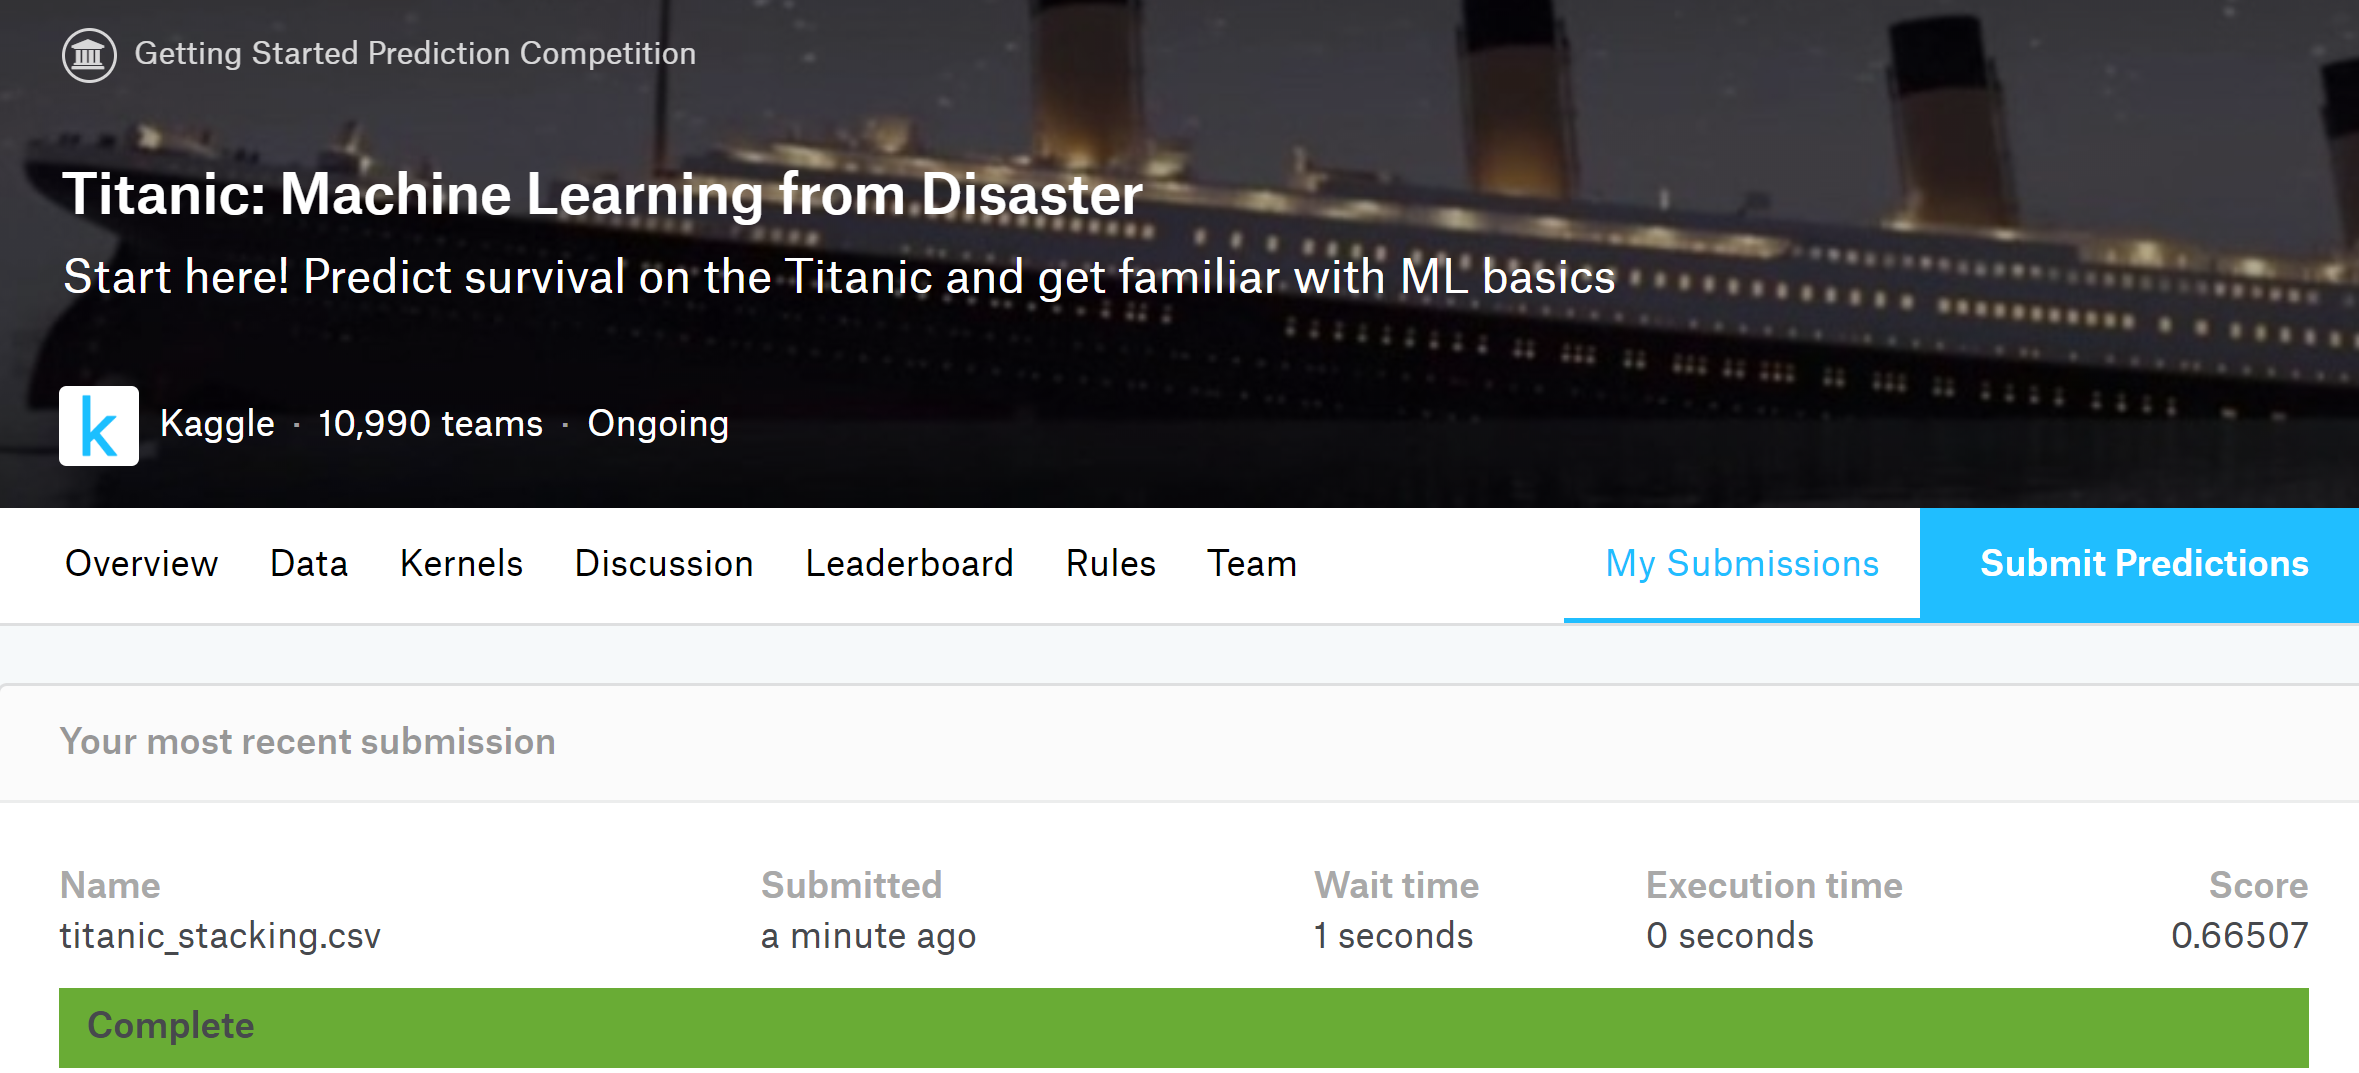 Getting Started Prediction Competition
Titanic: Machine Learning from Disaster
Start here! Predict survival on the Titanic and get familiar with ML basics
k Kaggle · 10,990 teams · Ongoing
Overview Data Kernels Discussion Leaderboard Rules Team My Submissions Submit Predictions
Your most recent submission
Name Submitted Wait time Execution time Score
titanic_stacking.csv a minute ago 1 seconds 0 seconds 0.66507
Complete